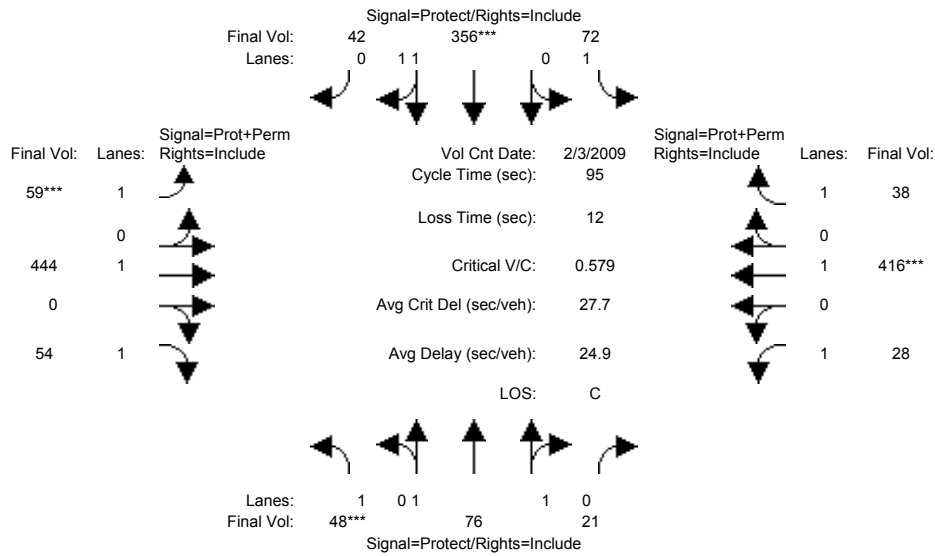 Signal=Protect/Rights=Include
Final Vol: 42 356*** 72
Lanes: 0 1 1 0 1
Signal=Prot+Perm
Final Vol: Lanes: Rights=Include
Vol Cnt Date: 2/3/2009
Signal=Prot+Perm
Rights=Include Lanes: Final Vol:
Cycle Time (sec): 95
59*** 1
1 38
Loss Time (sec): 12
0
0
444 1
Critical V/C: 0.579
1 416***
0
Avg Crit Del (sec/veh): 27.7
0
54 1
Avg Delay (sec/veh): 24.9
1 28
LOS: C
Lanes: 1 0 1 1 0
Final Vol: 48*** 76 21
Signal=Protect/Rights=Include